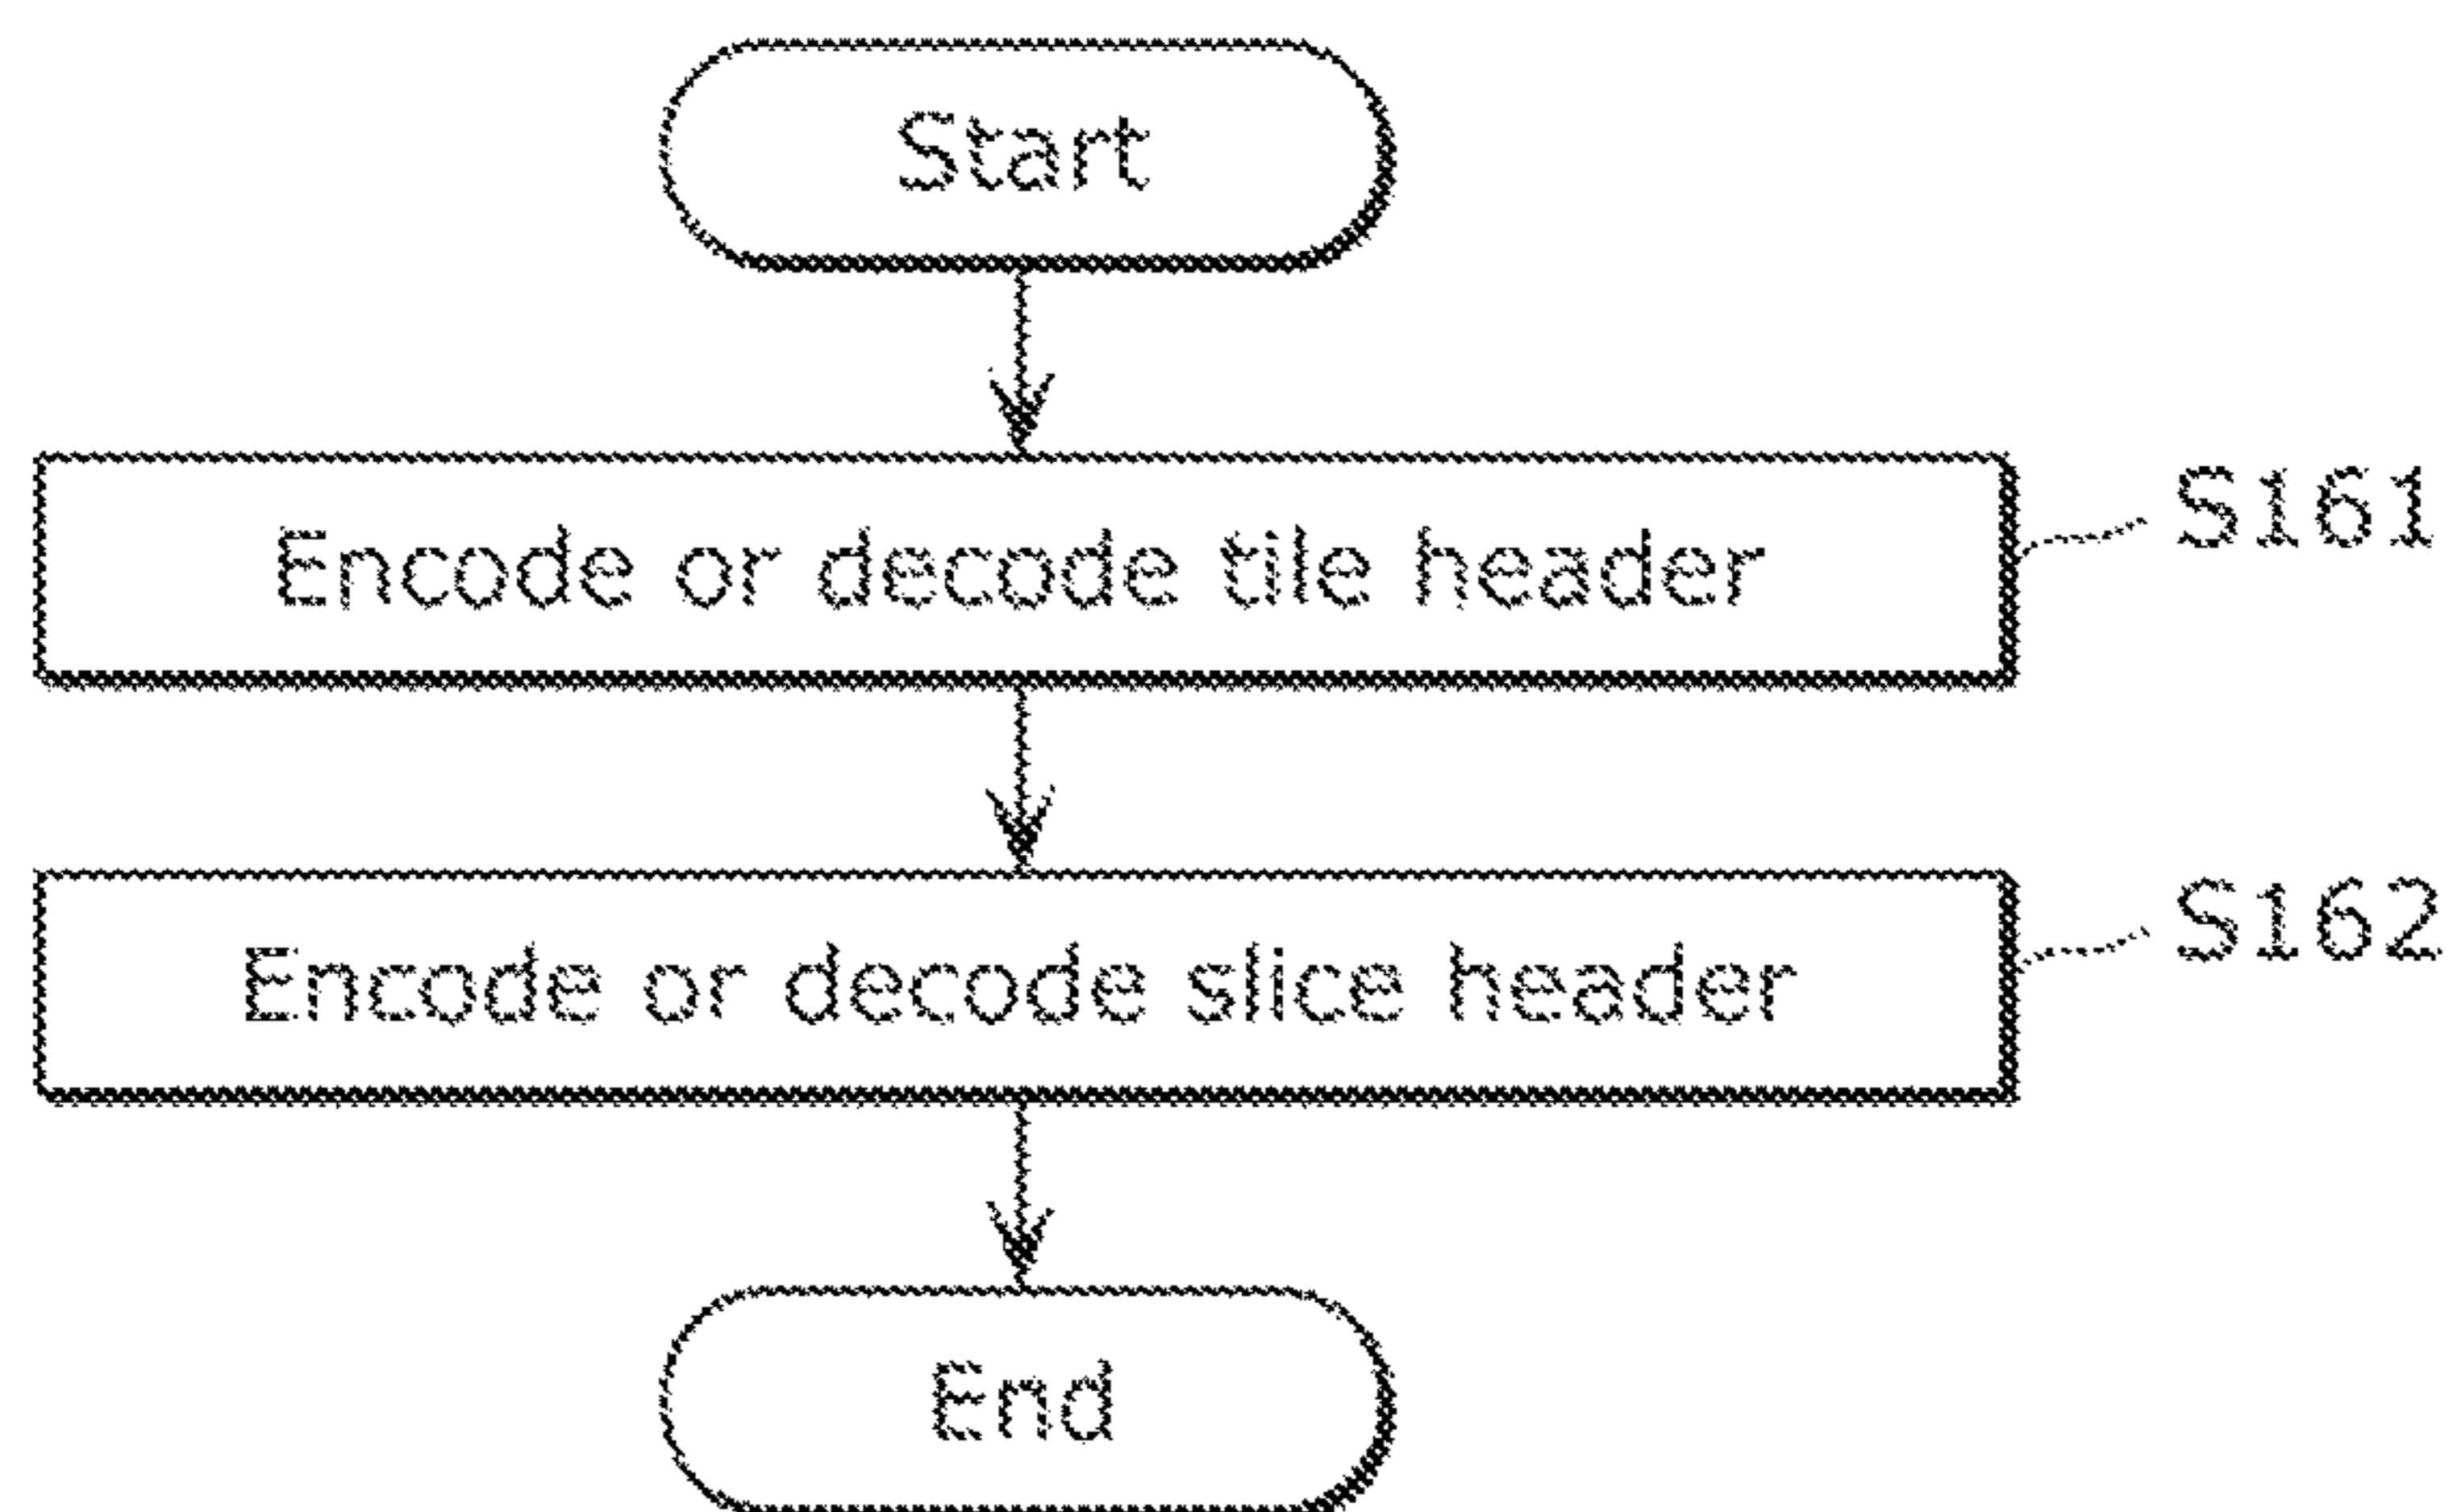 Start
Encode or decode tile header
S161
Encode or decode slice header
S162
End